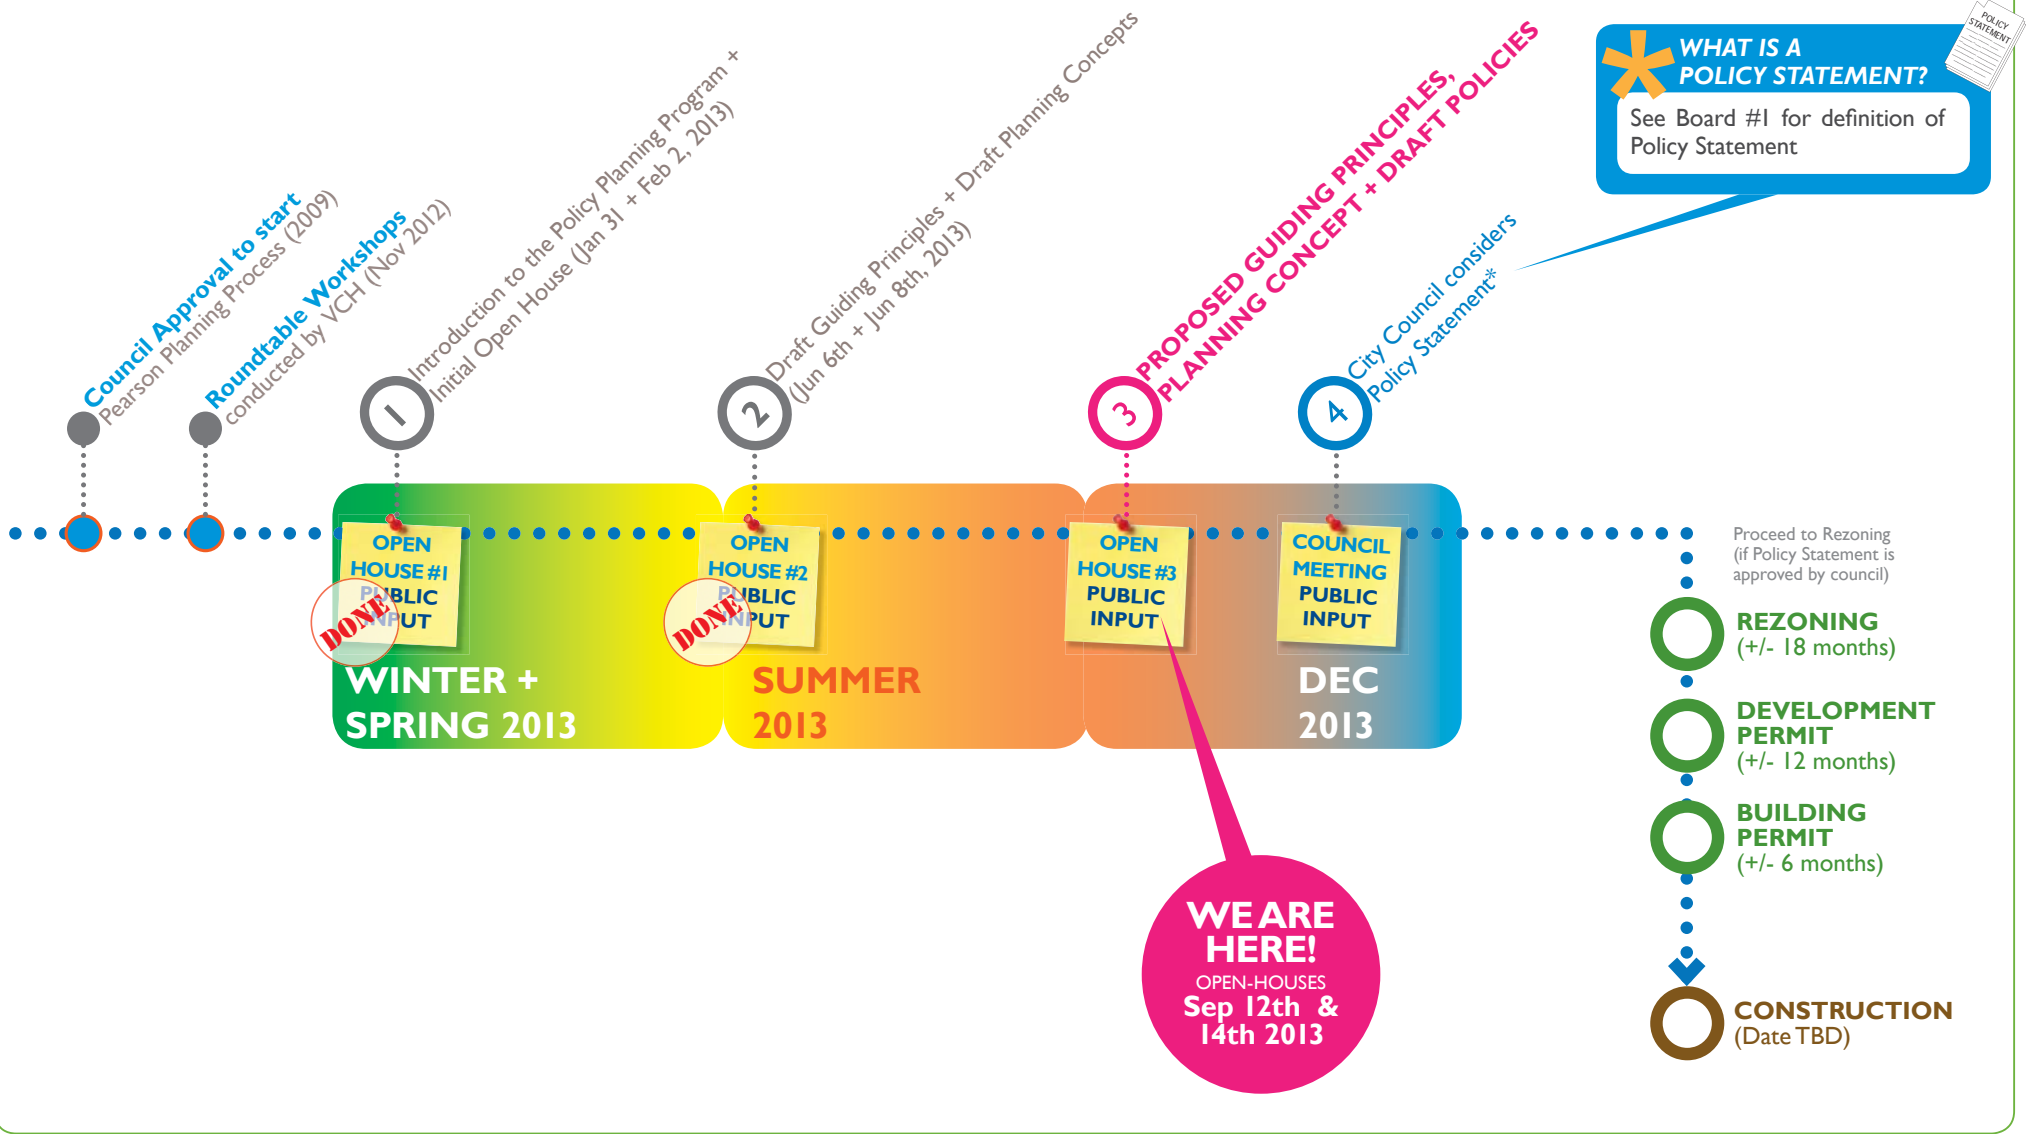 Council Approval to start
Pearson Planning Process (2009)
Roundtable Workshops
conducted by VCH (Nov 2012)
1
Introduction to the Policy Planning Program +
Initial Open House (Jan 31 + Feb 2, 2013)
2
Draft Guiding Principles + Draft Planning Concepts
(Jun 6th + Jun 8th, 2013)
3
PROPOSED GUIDING PRINCIPLES,
PLANNING CONCEPT + DRAFT POLICIES
4
City Council considers
Policy Statement*
WHAT IS A
POLICY STATEMENT?
POLICY
STATEMENT
See Board #1 for definition of
Policy Statement
OPEN
HOUSE #1
PUBLIC
INPUT
DONE
WINTER +
SPRING 2013
OPEN
HOUSE #2
PUBLIC
INPUT
DONE
SUMMER
2013
OPEN
HOUSE #3
PUBLIC
INPUT
COUNCIL
MEETING
PUBLIC
INPUT
DEC
2013
WE ARE
HERE!
OPEN-HOUSES
Sep 12th &
14th 2013
Proceed to Rezoning
(if Policy Statement is
approved by council)
REZONING
(+/- 18 months)
DEVELOPMENT
PERMIT
(+/- 12 months)
BUILDING
PERMIT
(+/- 6 months)
CONSTRUCTION
(Date TBD)